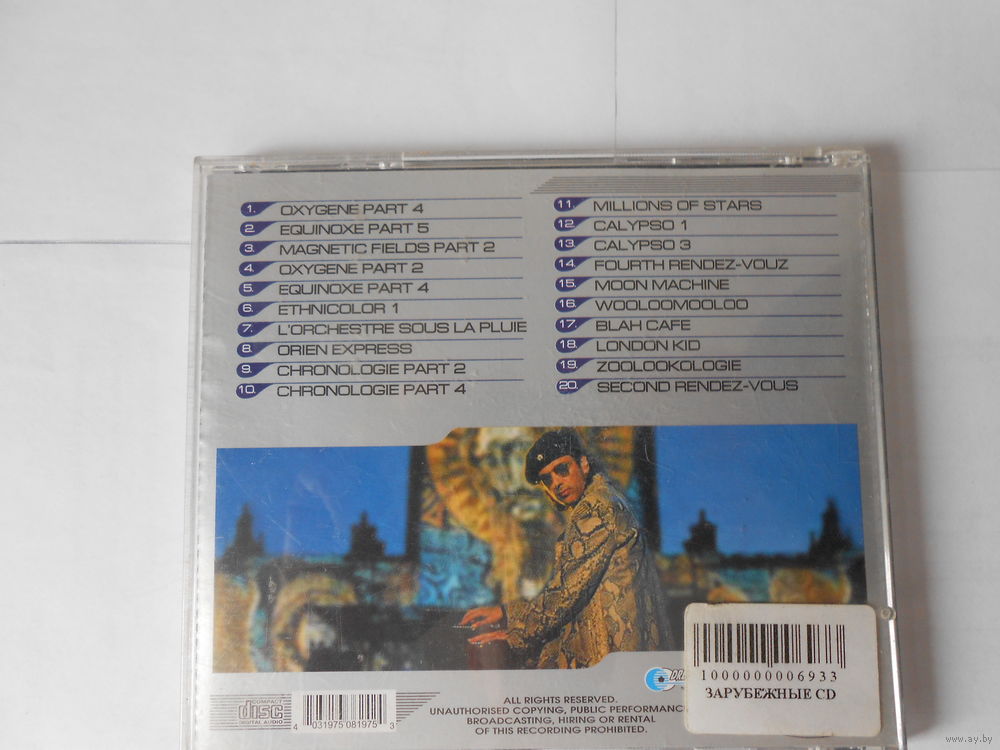 1. OXYGENE PART 4
2. EQUINOXE PART 5
3. MAGNETIC FIELDS PART 2
4. OXYGENE PART 2
5. EQUINOXE PART 4
6. ETHNICOLOR 1
7. L'ORCHESTRE SOUS LA PLUIE
8. ORIEN EXPRESS
9. CHRONOLOGIE PART 2
10. CHRONOLOGIE PART 4
11. MILLIONS OF STARS
12. CALYPSO 1
13. CALYPSO 3
14. FOURTH RENDEZ-VOUZ
15. MOON MACHINE
16. WOOLOOMOOLOO
17. BLAH CAFE
18. LONDON KID
19. ZOOLOOKOLOGIE
20. SECOND RENDEZ-VOUS
COMPACT
disc
DIGITAL AUDIO
4 031975 081975 3
ALL RIGHTS RESERVED.
UNAUTHORISED COPYING, PUBLIC PERFORMANCE
BROADCASTING, HIRING OR RENTAL
OF THIS RECORDING PROHIBITED.
1000000006933
ЗАРУБЕЖНЫЕ CD
www.ay.by